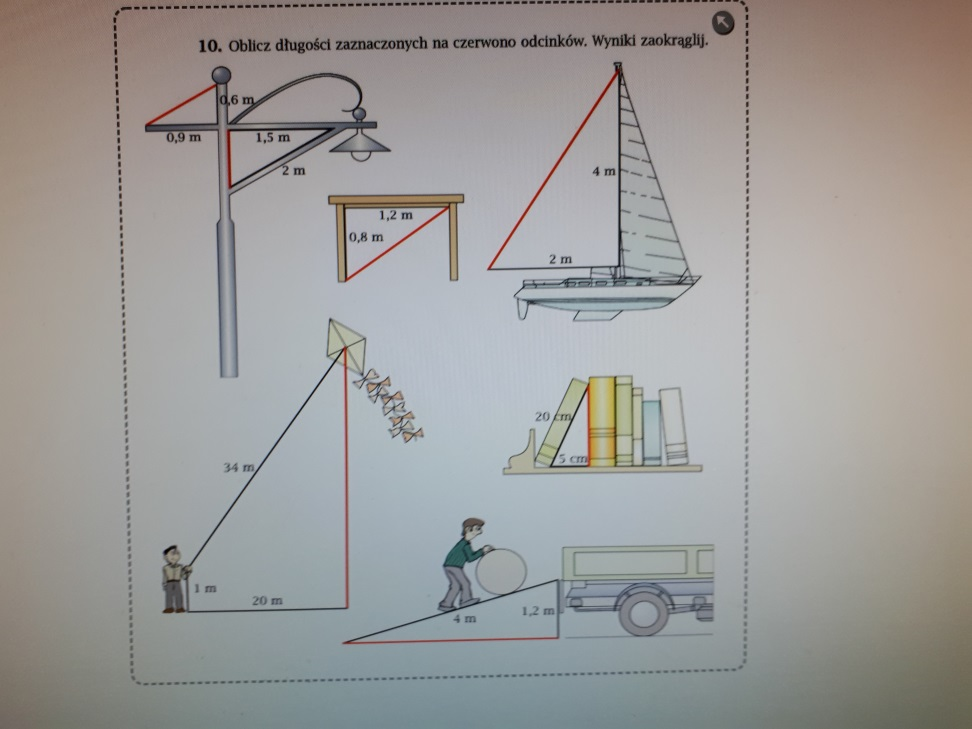 10. Oblicz długości zaznaczonych na czerwono odcinków. Wyniki zaokrąglij.
0,6 m
0,9 m
1,5 m
2 m
1,2 m
0,8 m
4 m
2 m
34 m
1 m
20 m
20 cm
5 cm
4 m
1,2 m